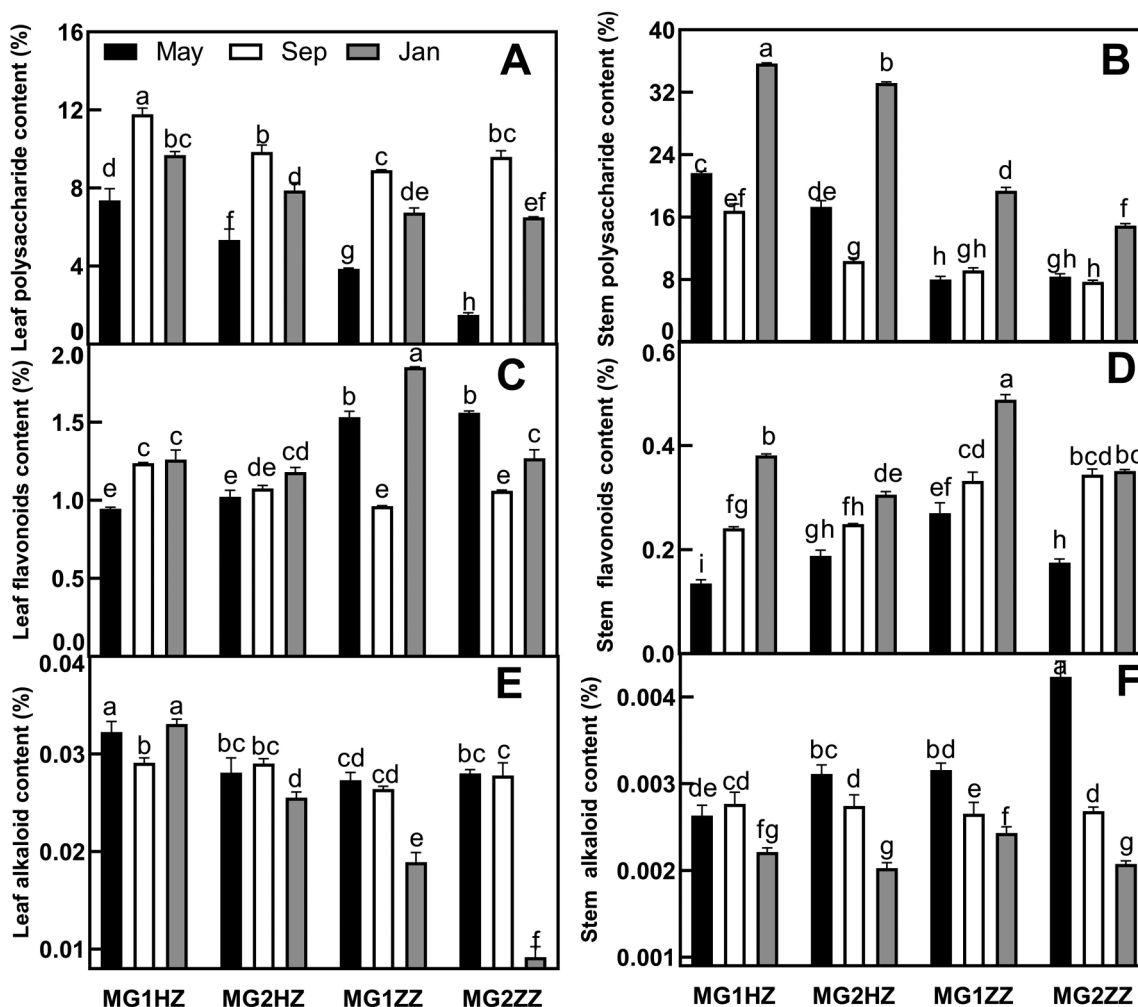 Leaf polysaccharide content (%)
16
12
8
4
0
May Sep Jan
A
d a bc f b d g c de h bc ef
Stem polysaccharide content (%)
40
32
24
16
8
0
B
c ef a de g b h gh d gh h f
Leaf flavonoids content (%)
2.0
1.5
1.0
0.5
0.0
C
e c c e de cd b e a b e c
Stem flavonoids content (%)
0.6
0.4
0.2
0.0
D
i fg b gh fh de ef cd a h bcd bc
Leaf alkaloid content (%)
0.04
0.03
0.02
0.01
E
a b a bc bc d cd cd e bc c f
MG1HZ MG2HZ MG1ZZ MG2ZZ
Stem alkaloid content (%)
0.004
0.003
0.002
0.001
F
de cd fg bc d g bd e f a d g
MG1HZ MG2HZ MG1ZZ MG2ZZ